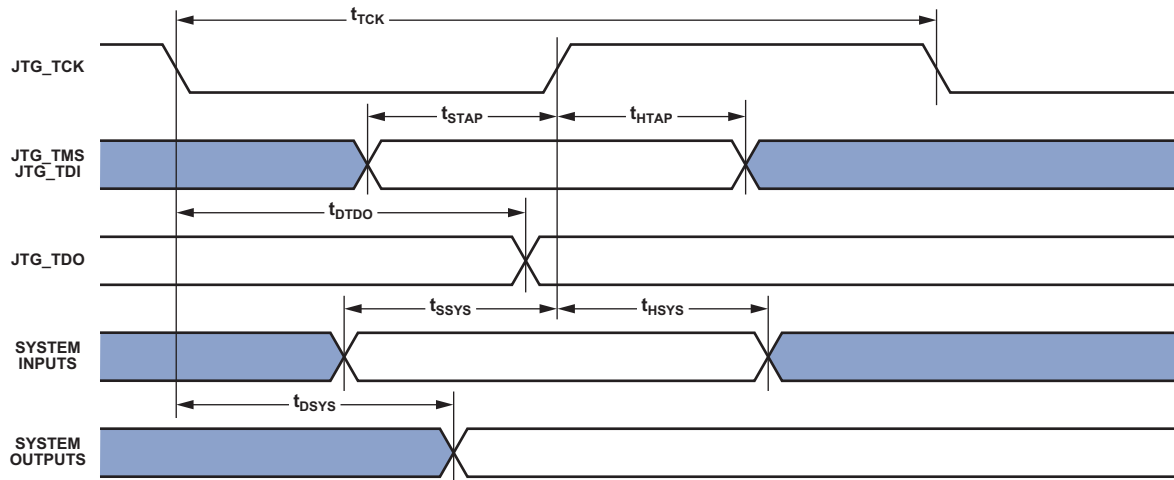 tTCK
JTG_TCK
tSTAP
tHTAP
JTG_TMS
JTG_TDI
tDTDO
JTG_TDO
tSSYS
tHSYS
SYSTEM
INPUTS
tDSYS
SYSTEM
OUTPUTS